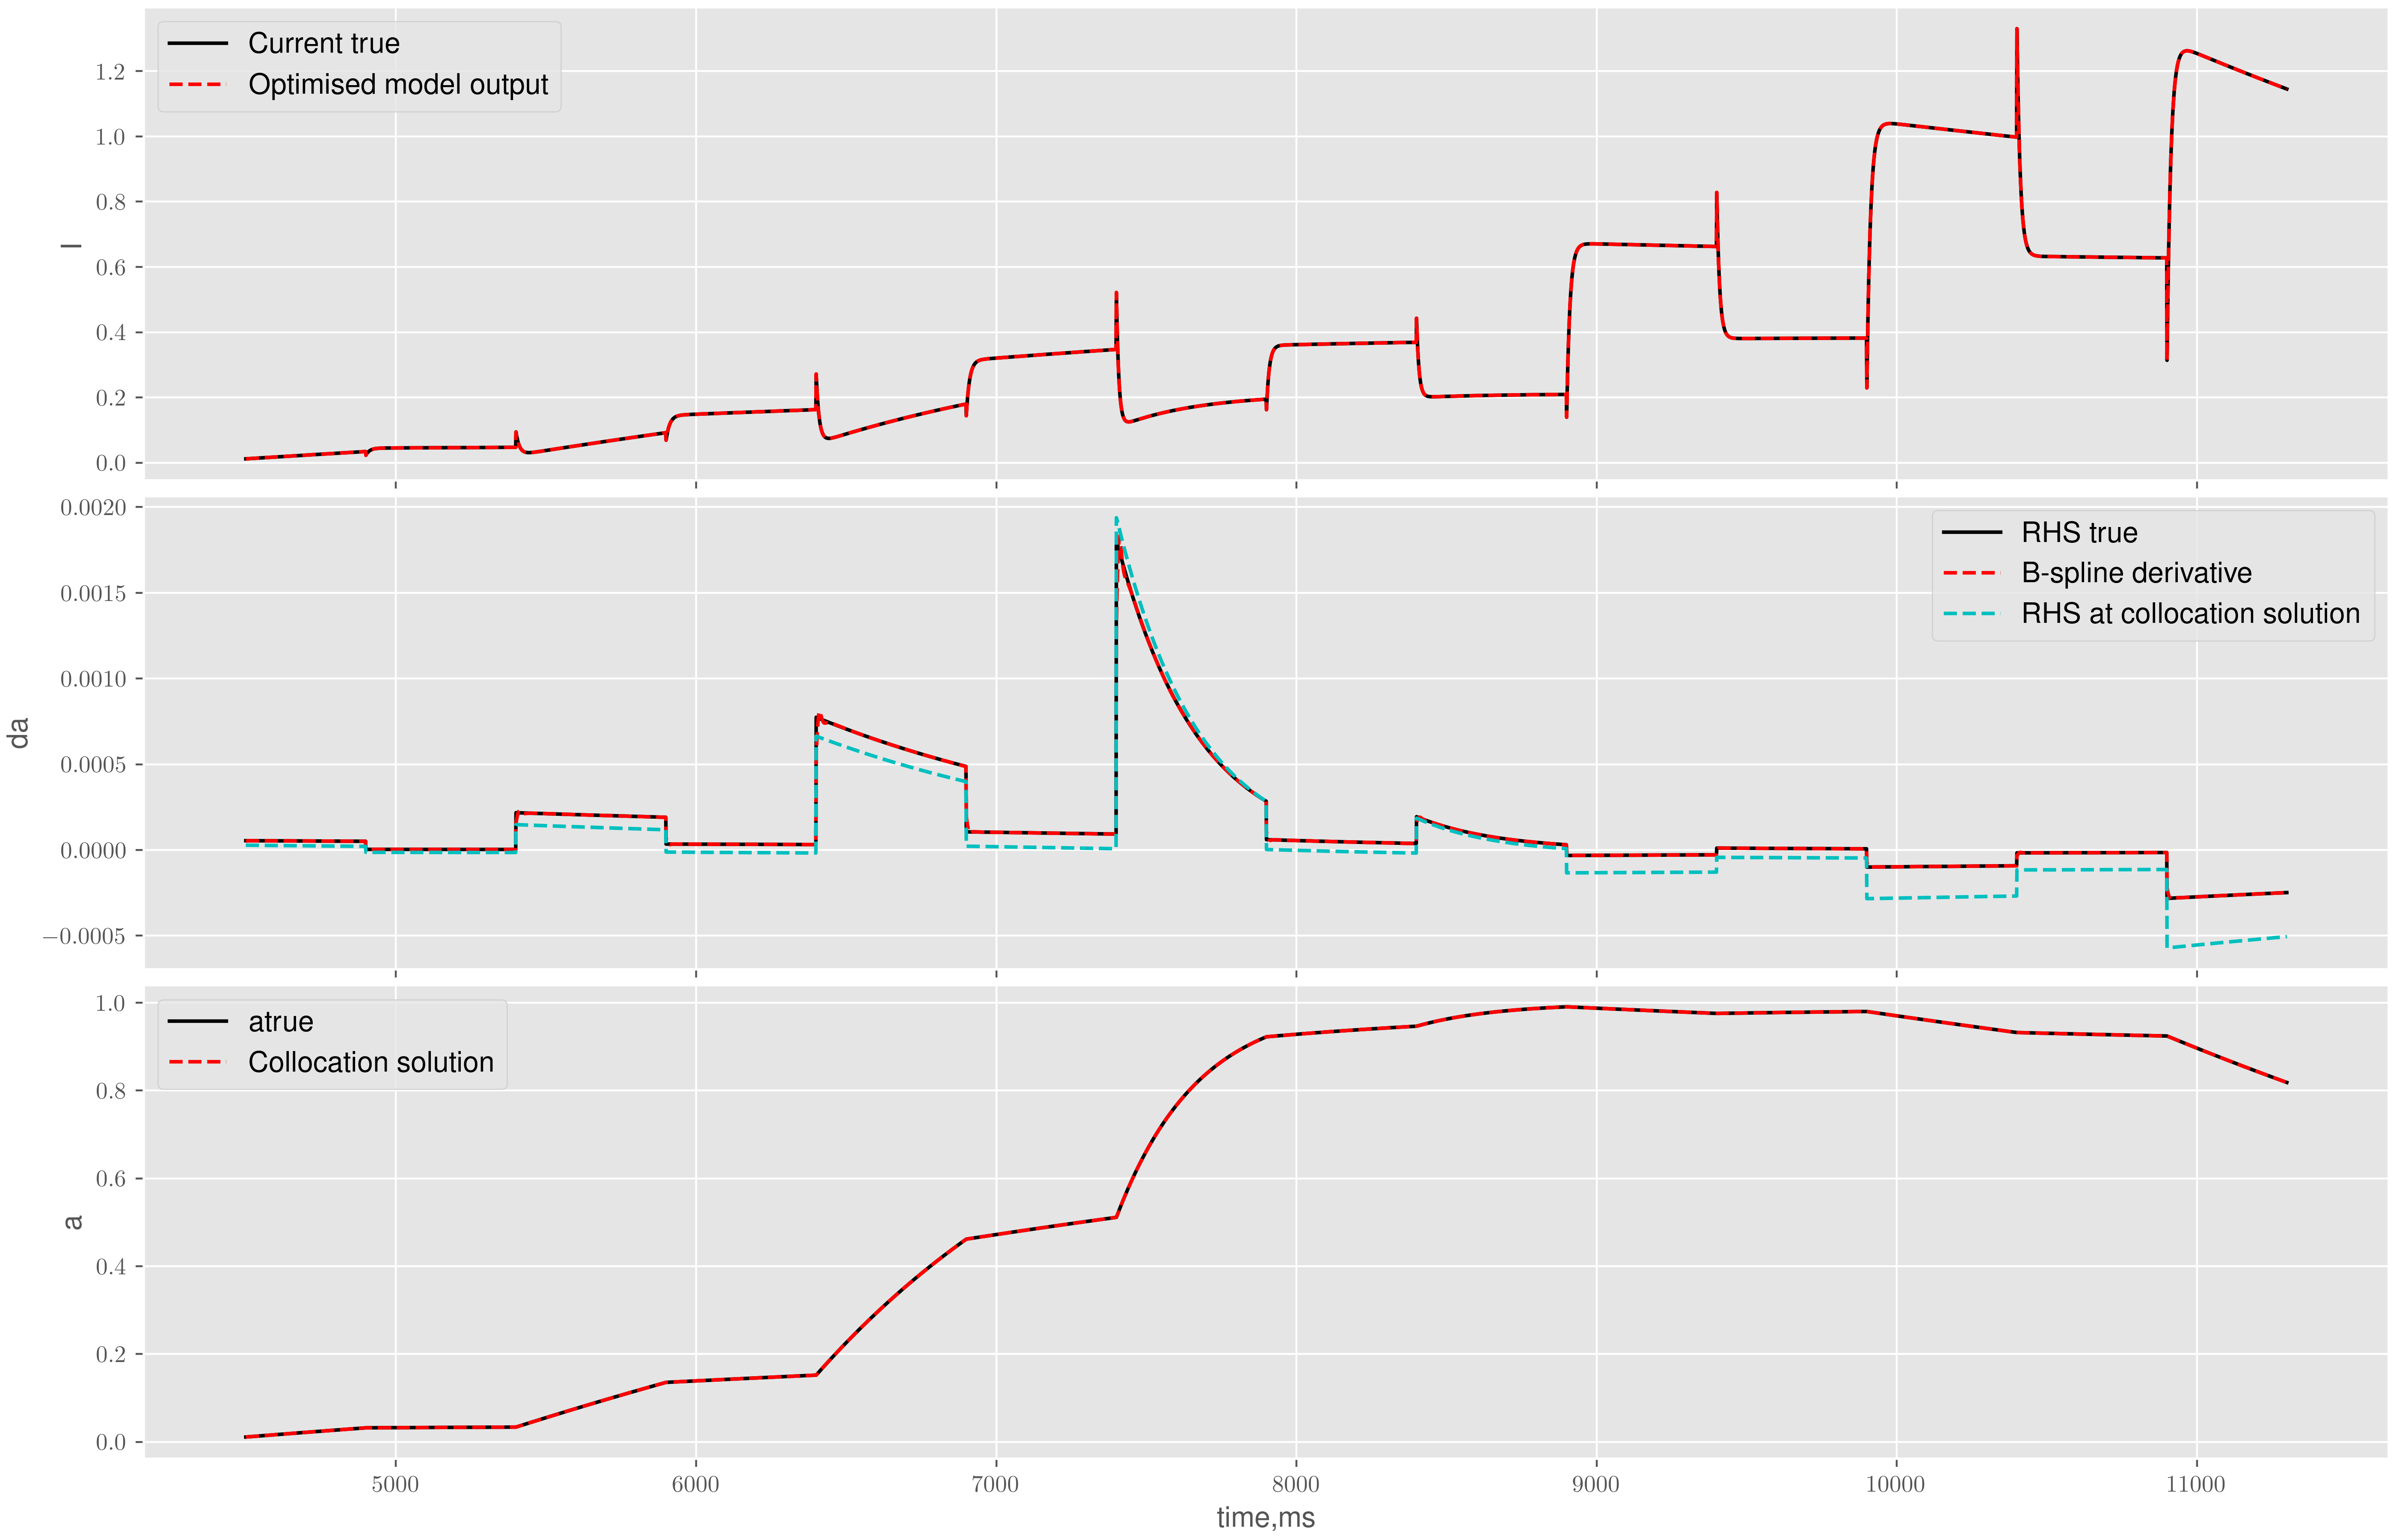 Current true
Optimised model output
1.2
1.0
0.8
0.6
0.4
0.2
0.0
I
RHS true
B-spline derivative
RHS at collocation solution
0.0020
0.0015
0.0010
0.0005
0.0000
−0.0005
da
atrue
Collocation solution
1.0
0.8
0.6
0.4
0.2
0.0
a
5000 6000 7000 8000 9000 10000 11000
time,ms